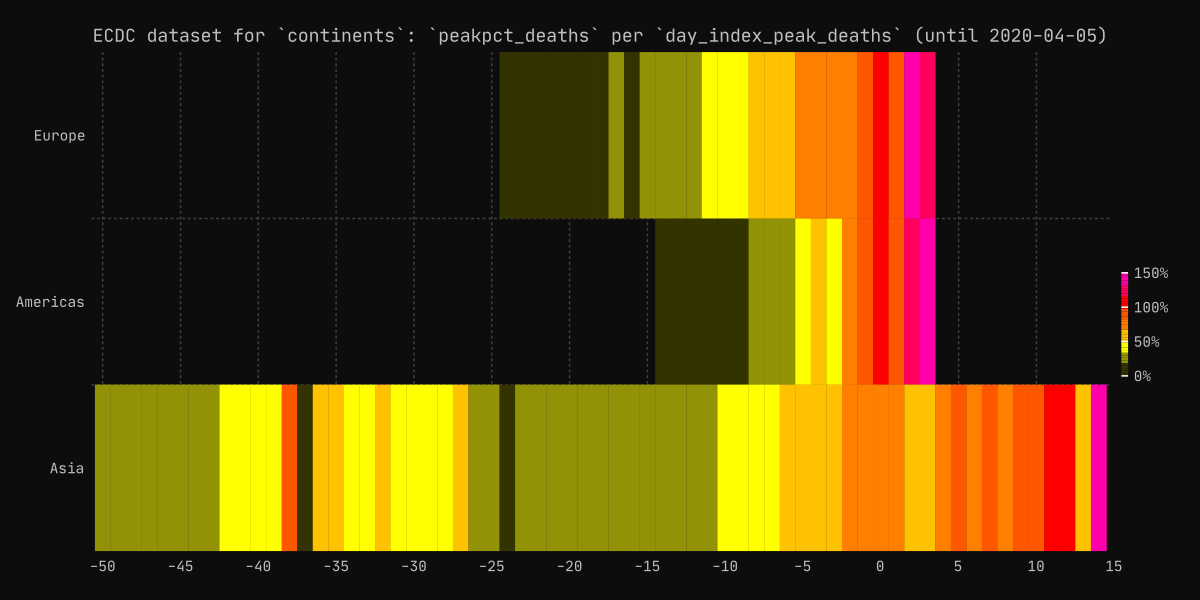 ECDC dataset for `continents`: `peakpct_deaths` per `day_index_peak_deaths` (until 2020-04-05)
Europe
Americas
Asia
150%
100%
50%
0%
-50 -45 -40 -35 -30 -25 -20 -15 -10 -5 0 5 10 15